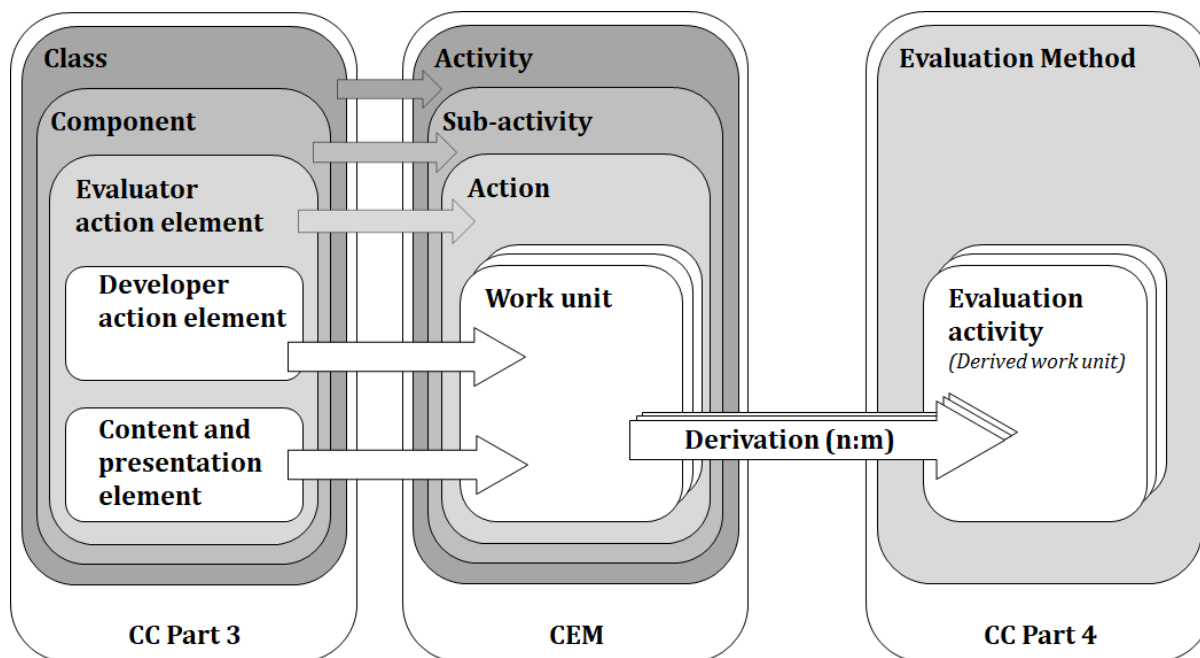 Class
Component
Evaluator
action element
Developer
action element
Content and
presentation
element
CC Part 3
Activity
Sub-activity
Action
Work unit
CEM
Derivation (n:m)
Evaluation Method
Evaluation
activity
(Derived work unit)
CC Part 4